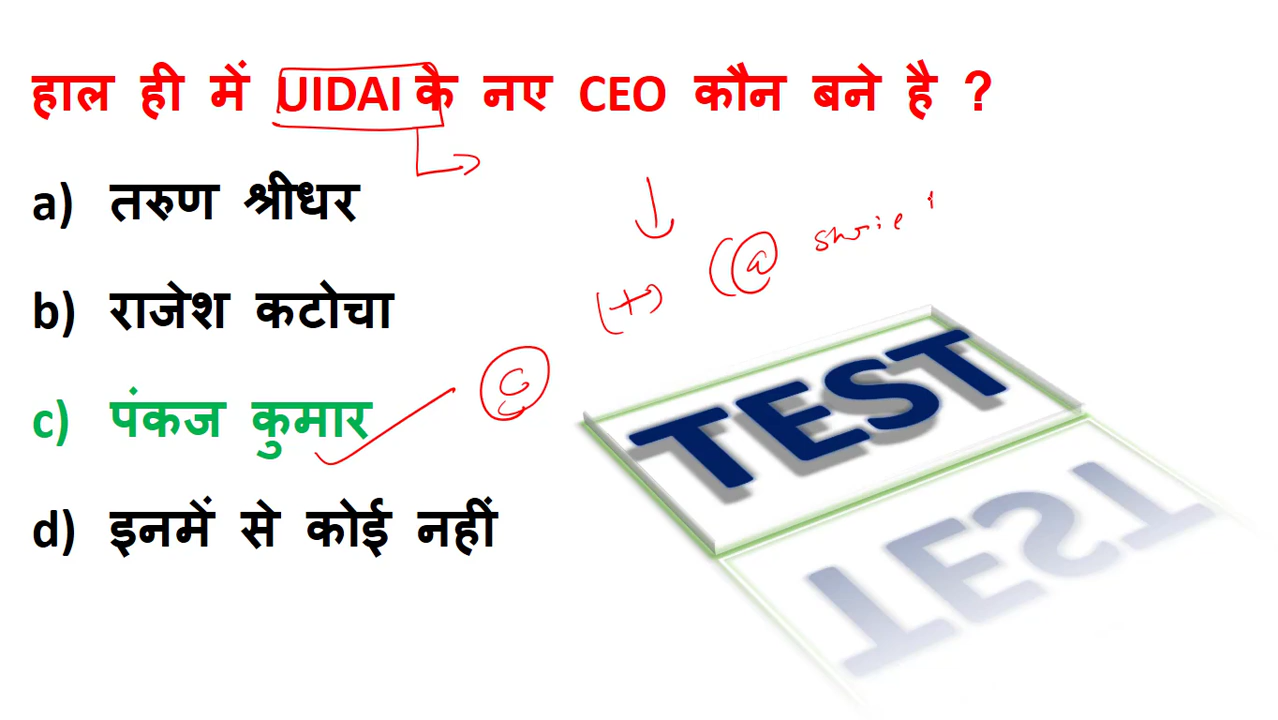 हाल ही में UIDAI कै नए CEO कौन बने है ?
a) तरुण श्रीधर
b) राजेश कटोचा
c) पंकज कुमार
d) इनमें से कोई नहीं
C
(+)
@
TEST